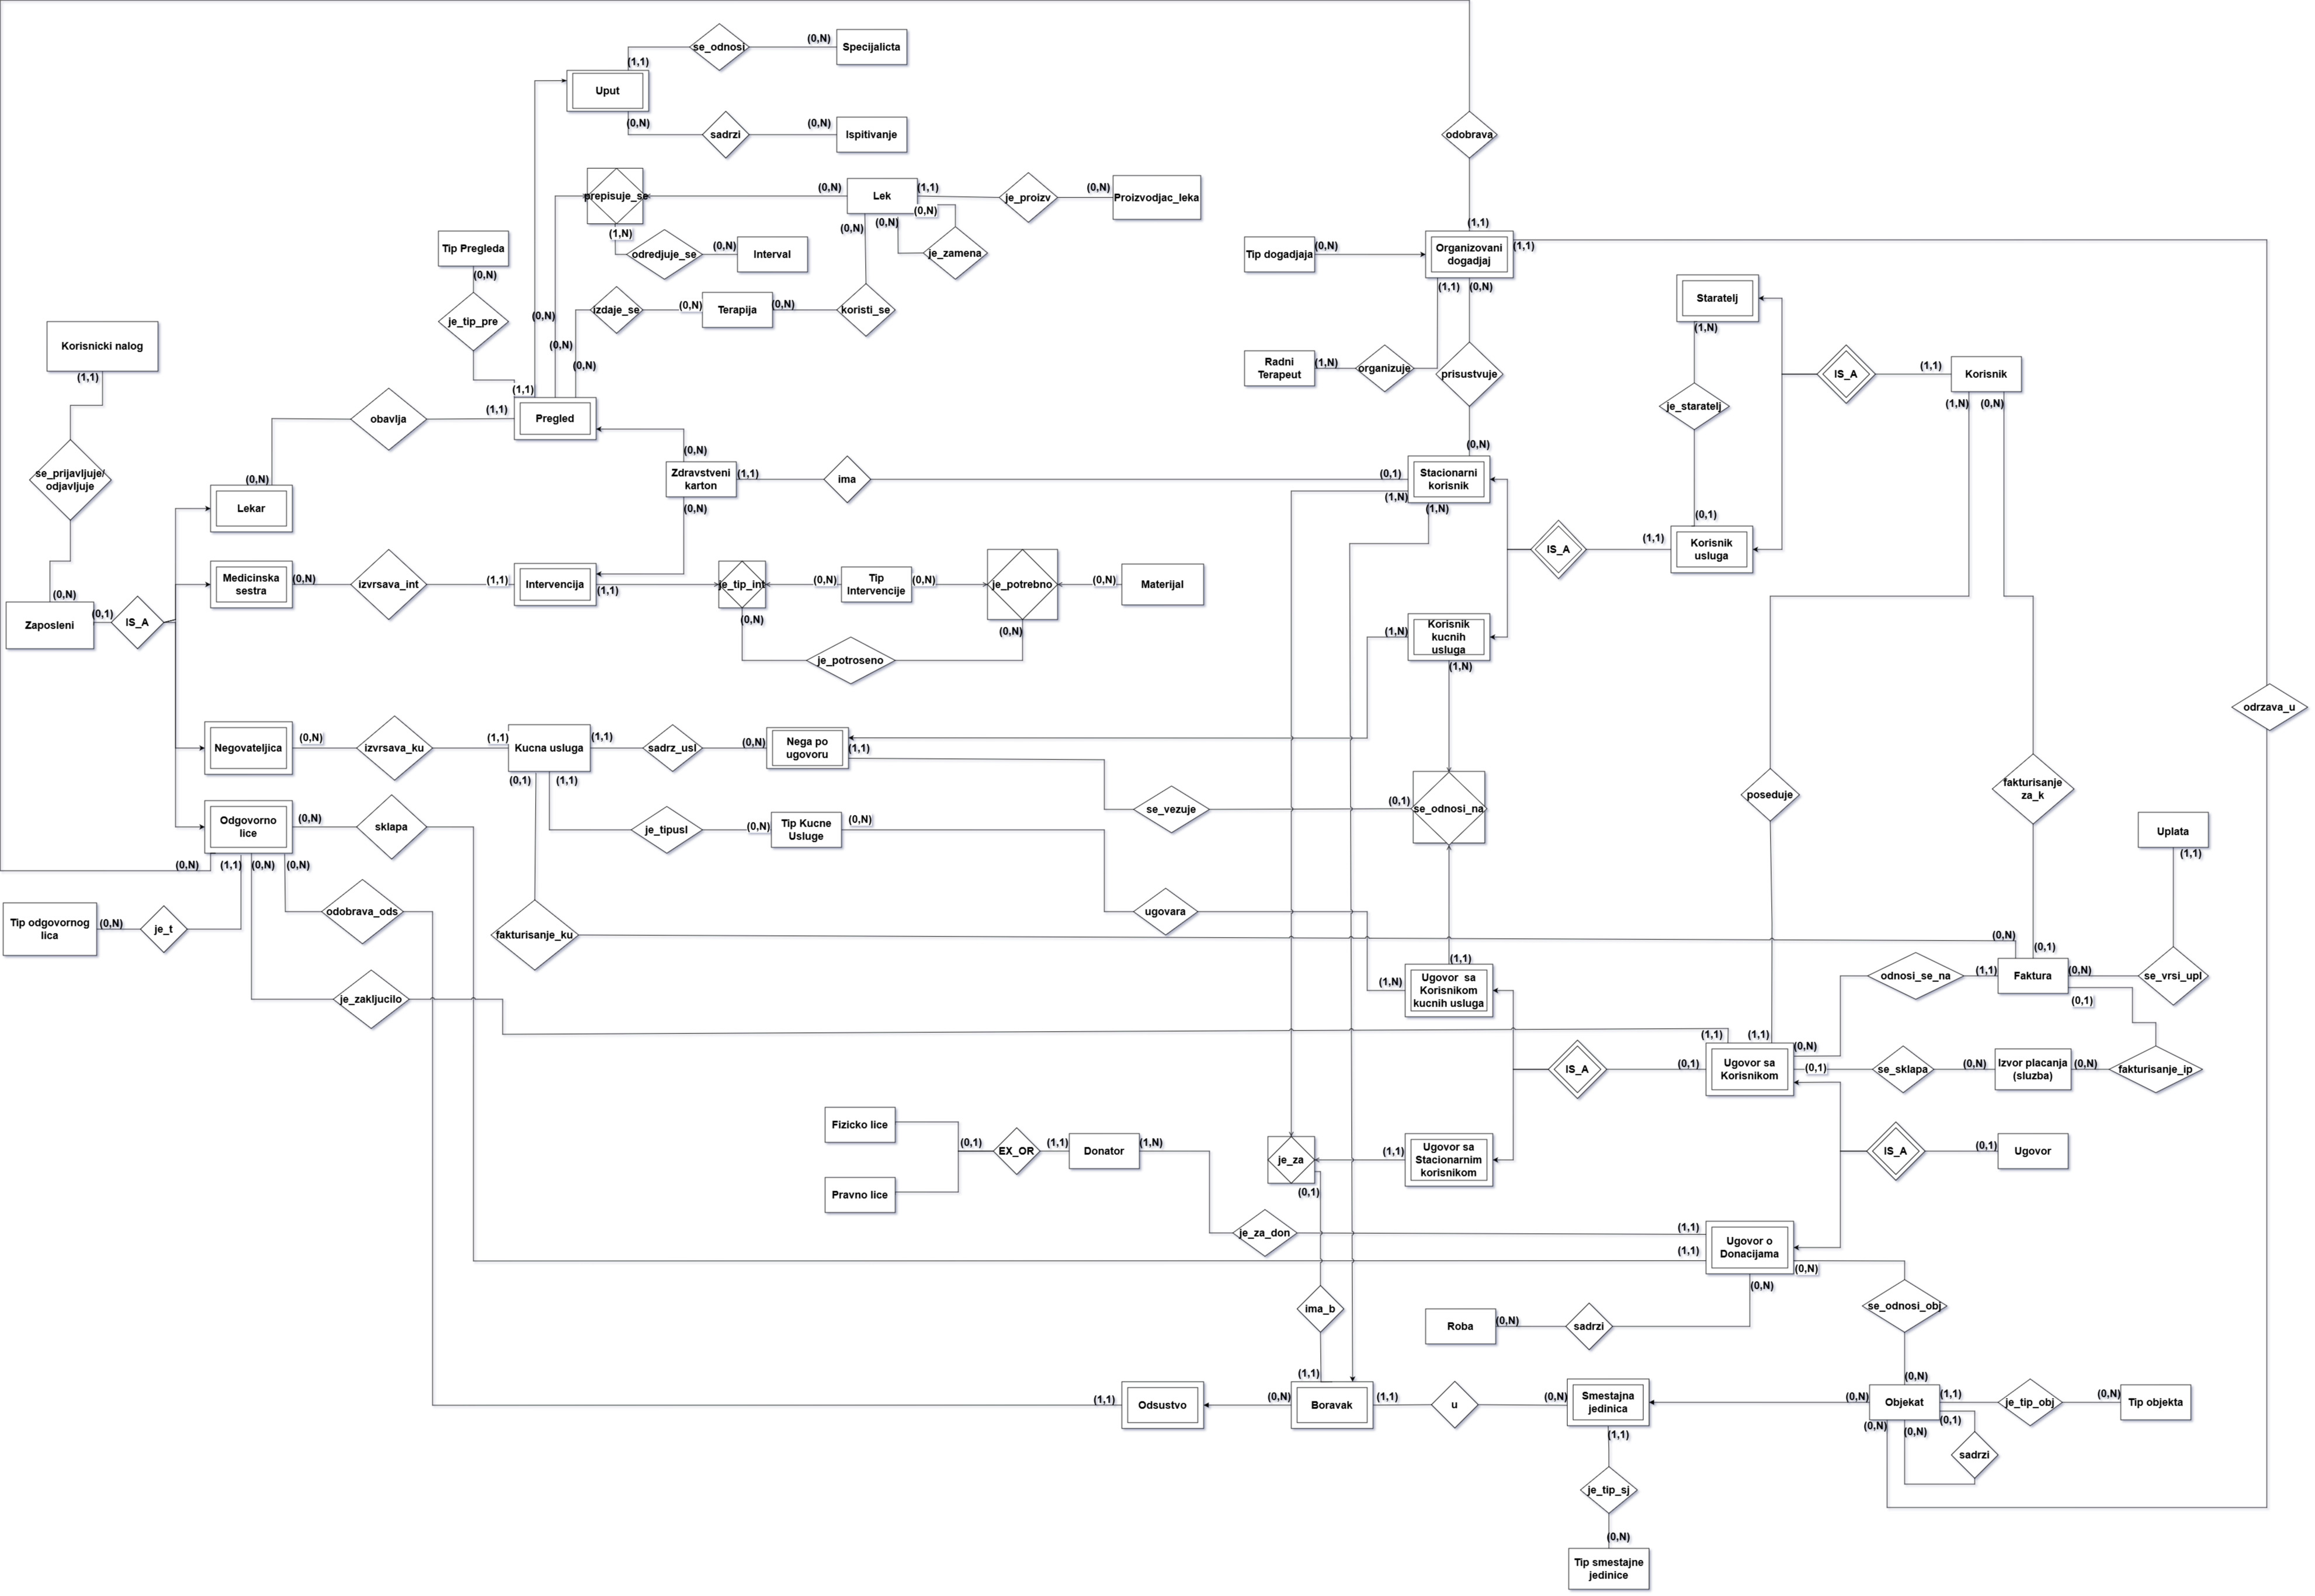 se_odnosi
(0,N)
Specijalicta
(1,1)
Uput
(0,N)
sadrzi
(0,N)
Ispitivanje
odobrava
prepisuje_se
(0,N)
Lek
(1,1)
je_proizv
(0,N)
Proizvodjac_leka
(0,N)
(0,N)
(0,N)
(1,N)
odredjuje_se
(0,N)
Interval
je_zamena
Tip Pregleda
(0,N)
je_tip_pre
izdaje_se
(0,N)
Terapija
(0,N)
koristi_se
(0,N)
(0,N)
(0,N)
(1,1)
Tip dogadjaja
(0,N)
Organizovani
dogadjaj
(1,1)
(1,1)
(0,N)
Radni
Terapeut
(1,N)
organizuje
prisustvuje
(0,N)
Staratelj
(1,N)
je_staratelj
(0,1)
IS_A
(1,1)
Korisnik
(1,N)
(0,N)
Korisnicki nalog
(1,1)
se_prijavljuje/
odjavljuje
(0,N)
Zaposleni
(0,1)
IS_A
obavlja
(1,1)
(1,1)
Pregled
(0,N)
Lekar
(0,N)
Zdravstveni
karton
(1,1)
(0,N)
ima
(0,1)
Stacionarni
korisnik
(1,N)
(1,N)
IS_A
(1,1)
Korisnik
usluga
Medicinska
sestra
(0,N)
izvrsava_int
(1,1)
Intervencija
(1,1)
je_tip_int
(0,N)
(0,N)
Tip
Intervencije
(0,N)
je_potrebno
(0,N)
(0,N)
Materijal
je_potroseno
(1,N)
Korisnik
kucnih
usluga
(1,N)
odrzava_u
Negovateljica
(0,N)
izvrsava_ku
(1,1)
Kucna usluga
(1,1)
(0,1)
(1,1)
sadrz_usl
(0,N)
Nega po
ugovoru
(1,1)
se_vezuje
(0,1)
se_odnosi_na
poseduje
fakturisanje
za_k
Odgovorno
lice
(0,N)
sklapa
je_tipusl
(0,N)
Tip Kucne
Usluge
(0,N)
Uplata
(1,1)
(0,N)
(1,1)
(0,N)
(0,N)
Tip odgovornog
lica
(0,N)
je_t
odobrava_ods
fakturisanje_ku
ugovara
(0,N)
(0,1)
(1,1)
(1,N)
Ugovor sa
Korisnikom
kucnih usluga
odnosi_se_na
(1,1)
Faktura
(0,N)
(0,1)
se_vrsi_upl
je_zakljucilo
(1,1)
(1,1)
(0,N)
IS_A
(0,1)
Ugovor sa
Korisnikom
(0,1)
se_sklapa
(0,N)
Izvor placanja
(sluzba)
(0,N)
fakturisanje_ip
Fizicko lice
Pravno lice
(0,1)
EX_OR
(1,1)
Donator
(1,N)
je_za
(0,1)
(1,1)
Ugovor sa
Stacionarnim
korisnikom
IS_A
(0,1)
Ugovor
je_za_don
(1,1)
(1,1)
Ugovor o
Donacijama
(0,N)
(0,N)
ima_b
(1,1)
Roba
(0,N)
sadrzi
se_odnosi_obj
(0,N)
(1,1)
Odsustvo
(0,N)
Boravak
(1,1)
u
(0,N)
Smestajna
jedinica
(1,1)
(0,N)
Objekat
(1,1)
je_tip_obj
(0,N)
Tip objekta
(0,N)
(0,N)
(0,1)
sadrzi
je_tip_sj
(0,N)
Tip smestajne
jedinice